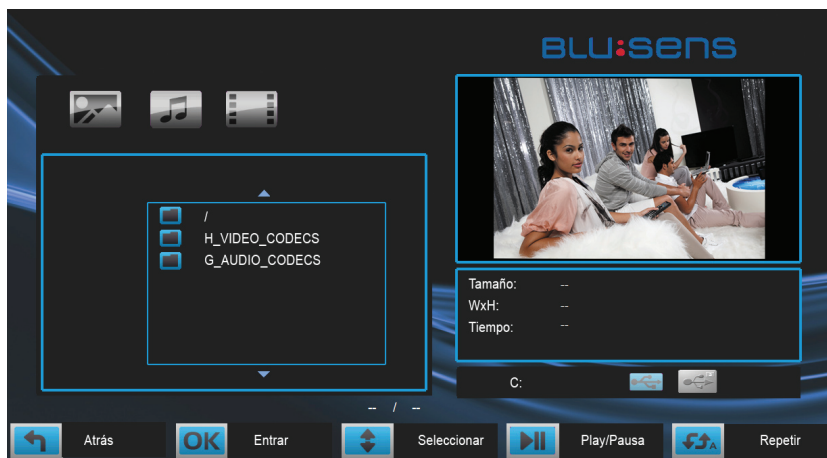 BLU:SENS
/
H_VIDEO_CODECS
G_AUDIO_CODECS
Tamaño: --
WxH: --
Tiempo: --
C:
-- / --
Atrás OK Entrar Seleccionar Play/Pausa A Repetir